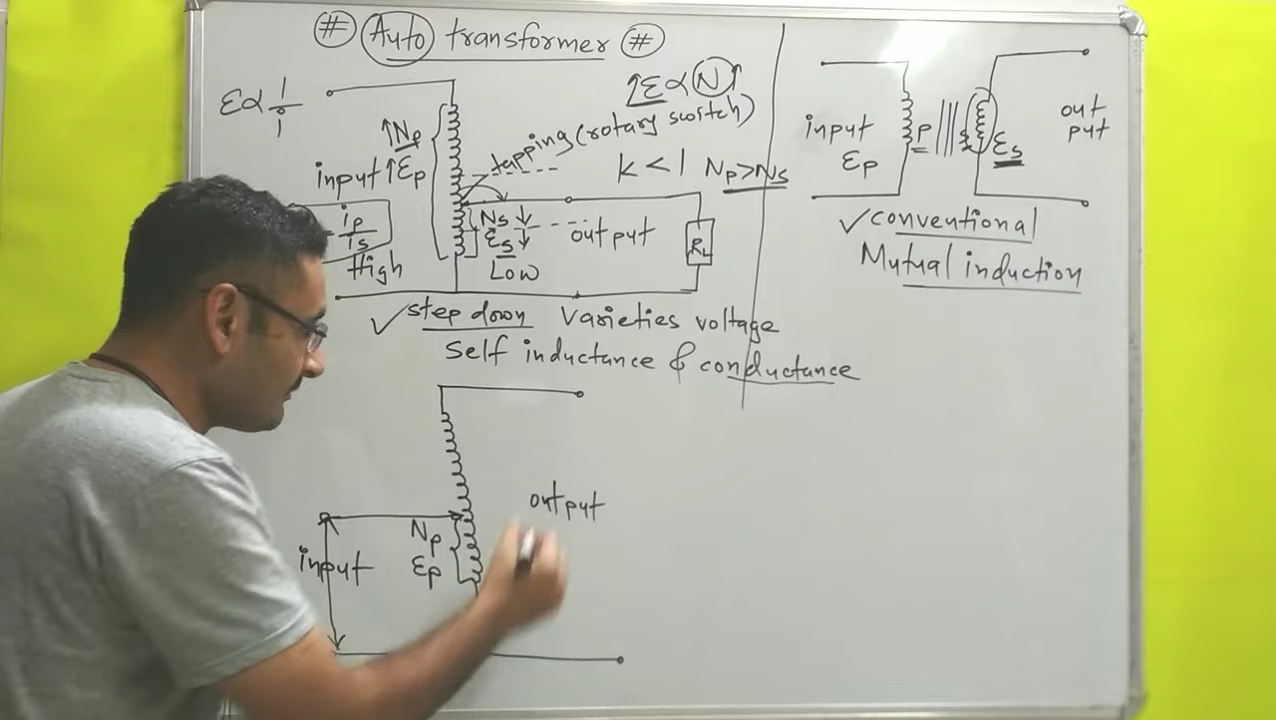 # Auto transformer #
E∝ 1/i
↑E ∝ N↑
↑Np
input ↑Ep
tapping (rotary switch)
K < 1 Np>Ns
ip/is
High
Ns ↓
Es ↓
Low
output
RL
✓ step down varieties voltage
Self inductance & conductance
input
Ep
P
s
Es
out
put
✓ conventional
Mutual induction
output
Np
input Ep